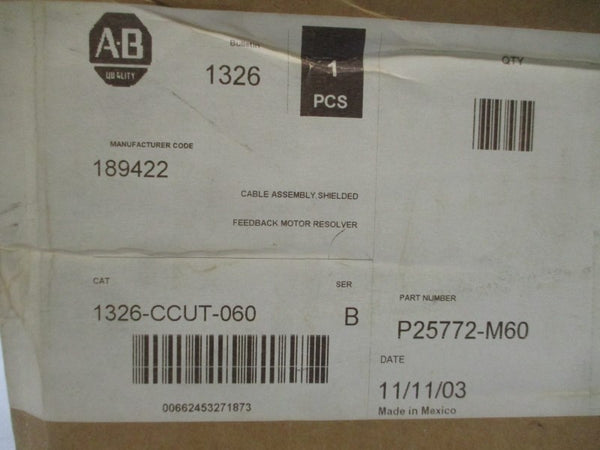 A-B
QUALITY
Bulletin
1326
1
PCS
QTY
MANUFACTURER CODE
189422
CABLE ASSEMBLY.SHIELDED
FEEDBACK MOTOR RESOLVER
CAT
SER
1326-CCUT-060
B
00662453271873
PART NUMBER
P25772-M60
DATE
11/11/03
Made in Mexico